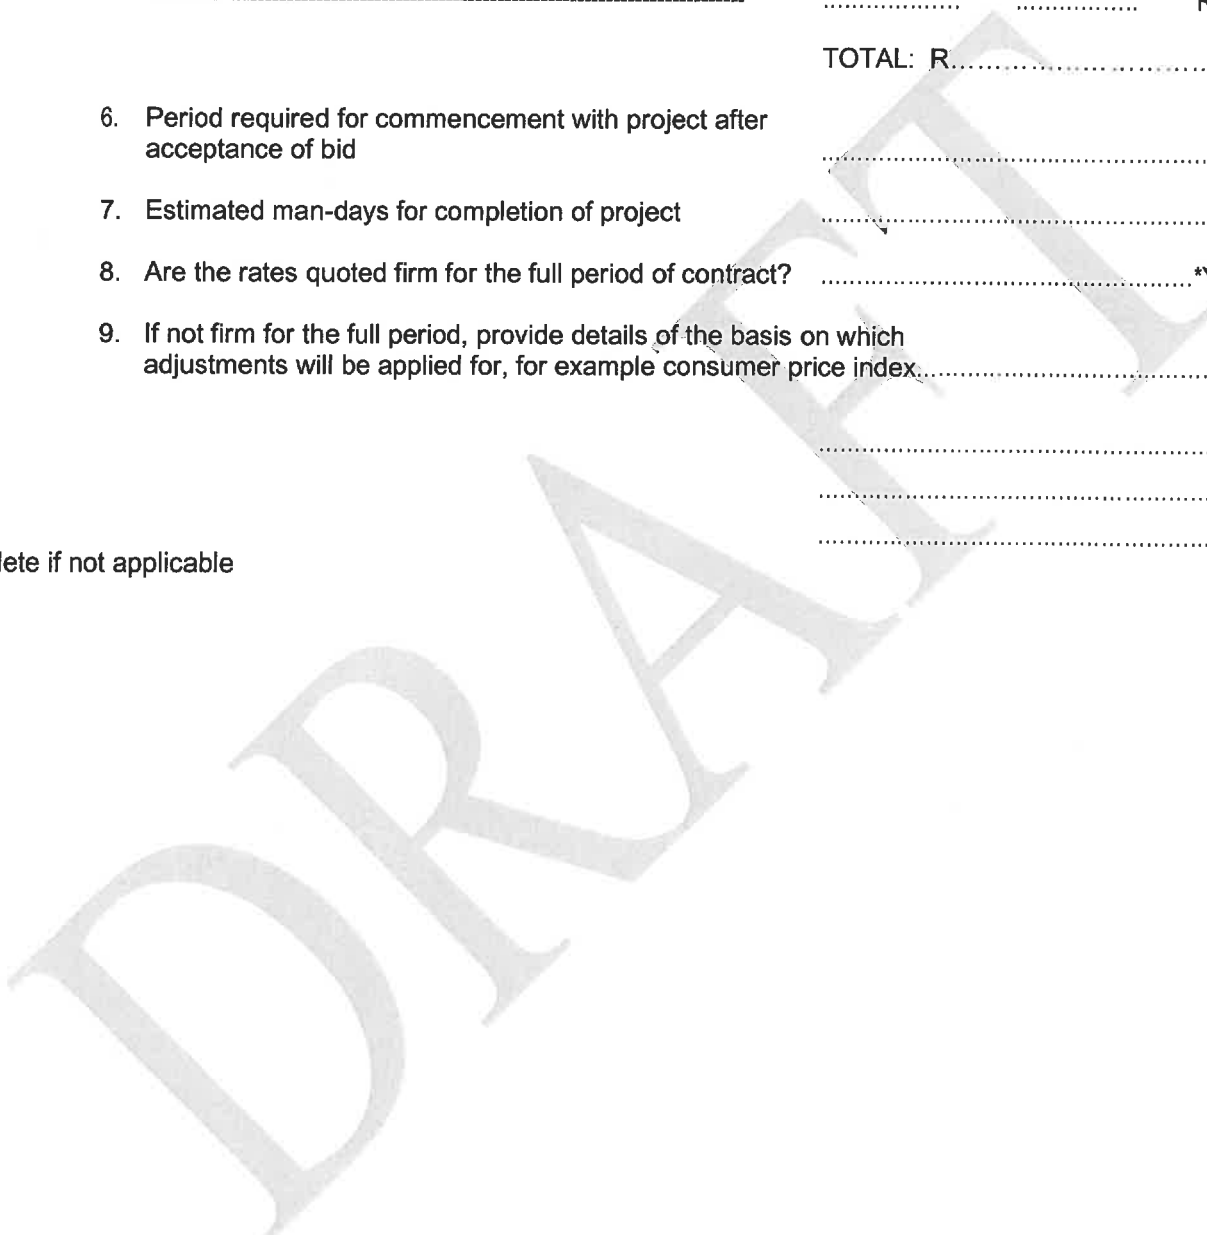 TOTAL: R..............................
6. Period required for commencement with project after
acceptance of bid ..............................
7. Estimated man-days for completion of project ..............................
8. Are the rates quoted firm for the full period of contract? ..............................
9. If not firm for the full period, provide details of the basis on which
adjustments will be applied for, for example consumer price index..............................
..............................
..............................
..............................
if not applicable
DRAFT